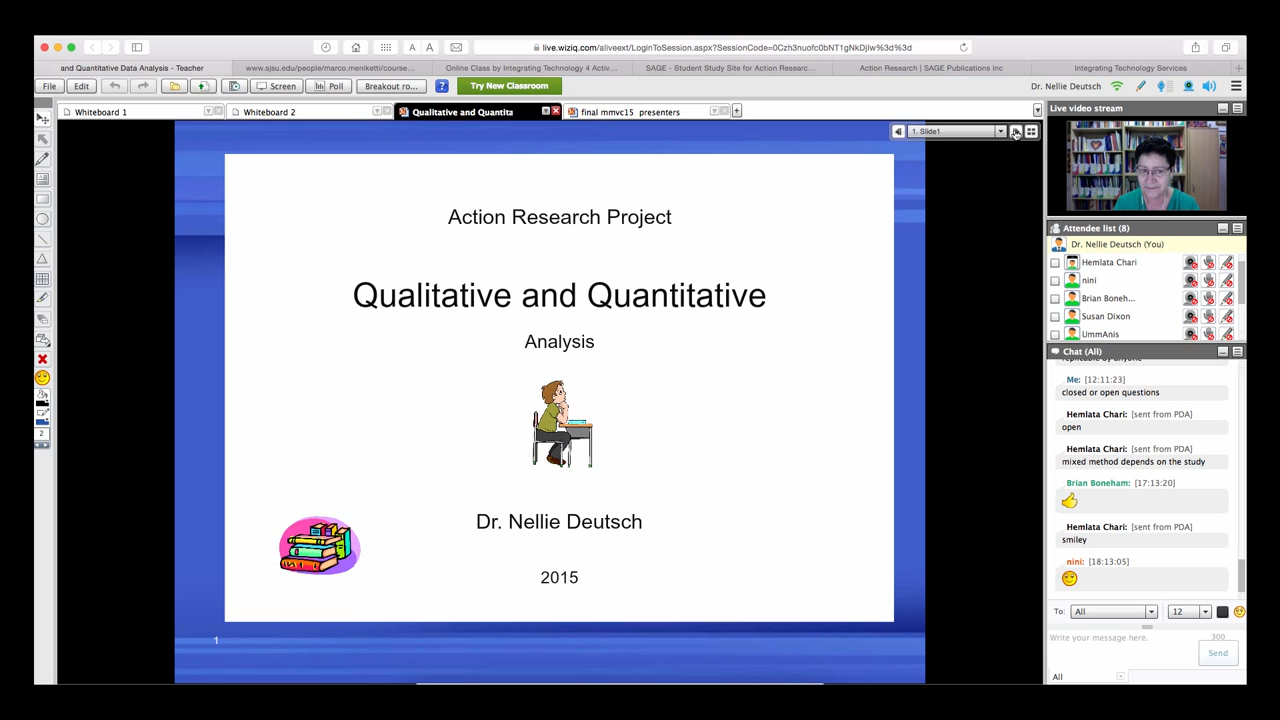 live.wiziq.com/aliveext/LoginToSession.aspx?SessionCode=0Czh3nuofc0bNT1gNkDjlw%3d%3d
and Quantitative Data Analysis - Teacher
www.sjsu.edu/people/marco.meniketti/course...
Online Class by Integrating Technology 4 Activ...
SAGE - Student Study Site for Action Researc...
Action Research | SAGE Publications Inc
Integrating Technology Services
File
Edit
Screen
Poll
Breakout ro...
Try New Classroom
Dr. Nellie Deutsch
Whiteboard 1
Whiteboard 2
Qualitative and Quantita
final mmvc15 presenters
1. Slide1
Action Research Project
Qualitative and Quantitative
Analysis
Dr. Nellie Deutsch
2015
1
2
Live video stream
Attendee list (8)
Dr. Nellie Deutsch (You)
Hemlata Chari
nini
Brian Boneh...
Susan Dixon
UmmAnis
Chat (All)
replicable by anyone
Me: [12:11:23]
closed or open questions
Hemlata Chari: [sent from PDA]
open
Hemlata Chari: [sent from PDA]
mixed method depends on the study
Brian Boneham: [17:13:20]
Hemlata Chari: [sent from PDA]
smiley
nini: [18:13:05]
To: All 12
Write your message here. 300
Send
All